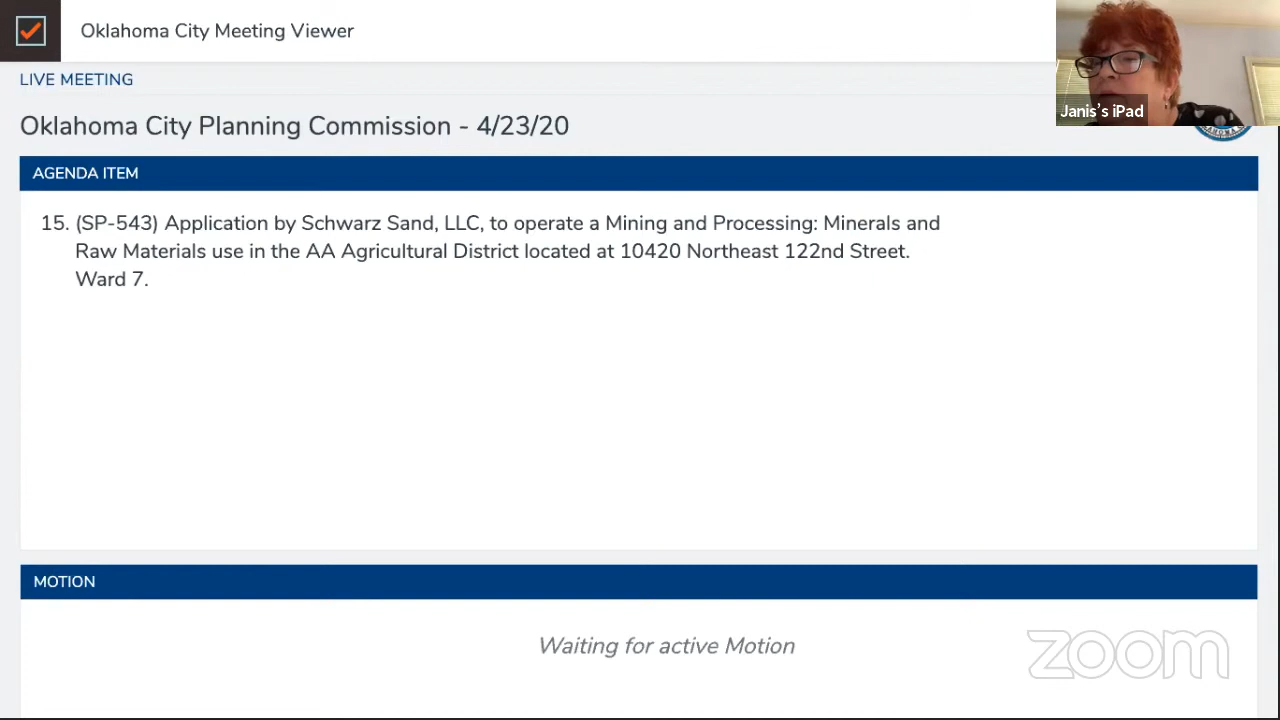 Oklahoma City Meeting Viewer
LIVE MEETING
Janis’s iPad
Oklahoma City Planning Commission - 4/23/20
AGENDA ITEM
15. (SP-543) Application by Schwarz Sand, LLC, to operate a Mining and Processing: Minerals and
Raw Materials use in the AA Agricultural District located at 10420 Northeast 122nd Street.
Ward 7.
MOTION
Waiting for active Motion
zoom